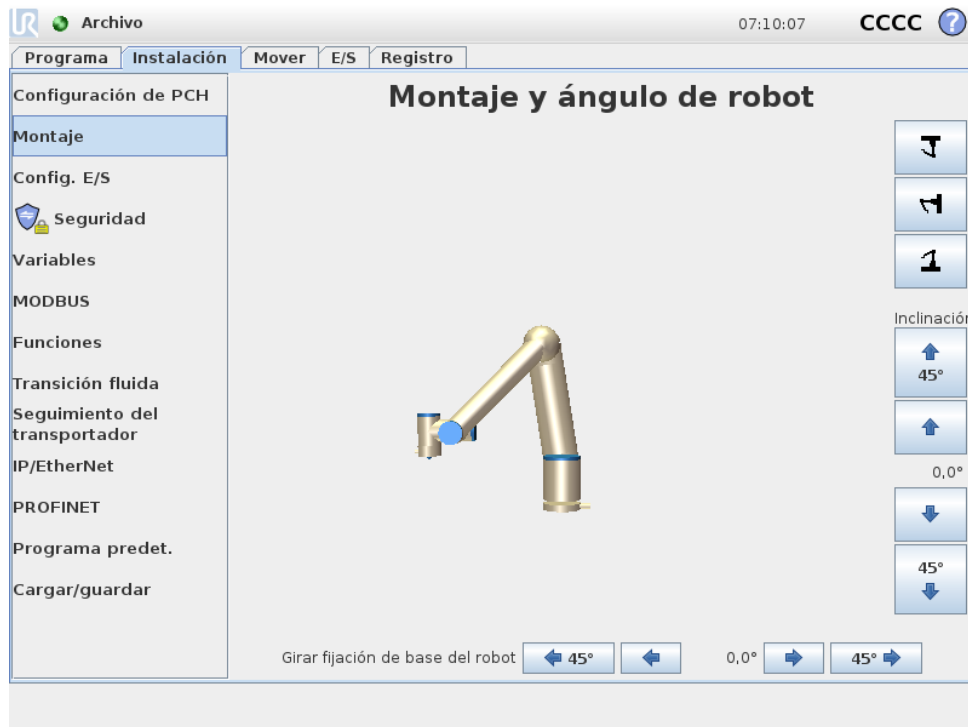 UR Archivo 07:10:07 CCCC ?
Programa Instalación Mover E/S Registro
Configuración de PCH
Montaje
Config. E/S
Seguridad
Variables
MODBUS
Funciones
Transición fluida
Seguimiento del
transportador
IP/EtherNet
PROFINET
Programa predet.
Cargar/guardar
Montaje y ángulo de robot
Inclinación
45°
0,0°
45°
Girar fijación de base del robot 45° 0,0° 45°